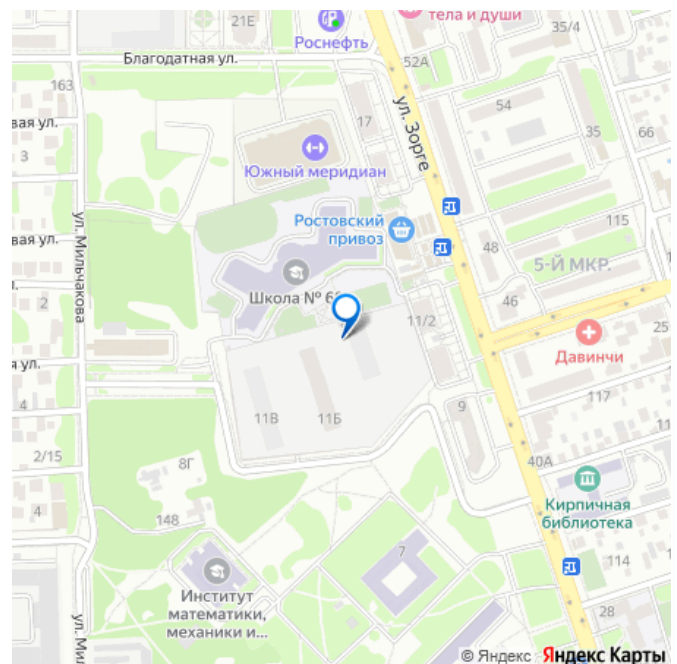 тела и души
21Е
Роснефть
35/4
Благодатная ул.
52А
163
54
вая ул.
17
ул. Зорге
35
66
3
Южный меридиан
ул. Мильчакова
Ростовский
привоз
115
вая ул.
48
5-Й МКР.
Школа № 6
2
46
11/2
25
Давинчи
я ул.
117
4
11В
11Б
9
11
2/15
8Г
40А
Кирпичная
библиотека
4
148
7
114
Институт
математики,
механики и...
28
ул. Ми
© Яндекс Яндекс Карты